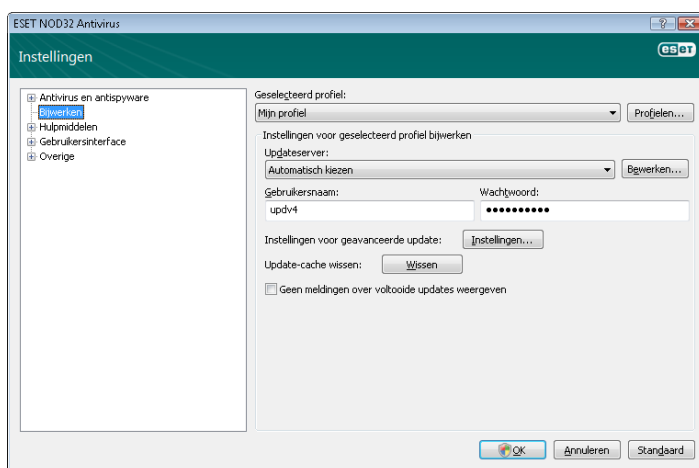 ESET NOD32 Antivirus
Instellingen
eseT
Antivirus en antispyware
Bijwerken
Hulpmiddelen
Gebruikersinterface
Overige
Geselecteerd profiel:
Mijn profiel
Profielen...
Instellingen voor geselecteerd profiel bijwerken
Updateserver:
Automatisch kiezen
Bewerken...
Gebruikersnaam:
Wachtwoord:
updv4
●●●●●●●●●●
Instellingen voor geavanceerde update:
Instellingen...
Update-cache wissen:
Wissen
Geen meldingen over voltooide updates weergeven
OK
Annuleren
Standaard